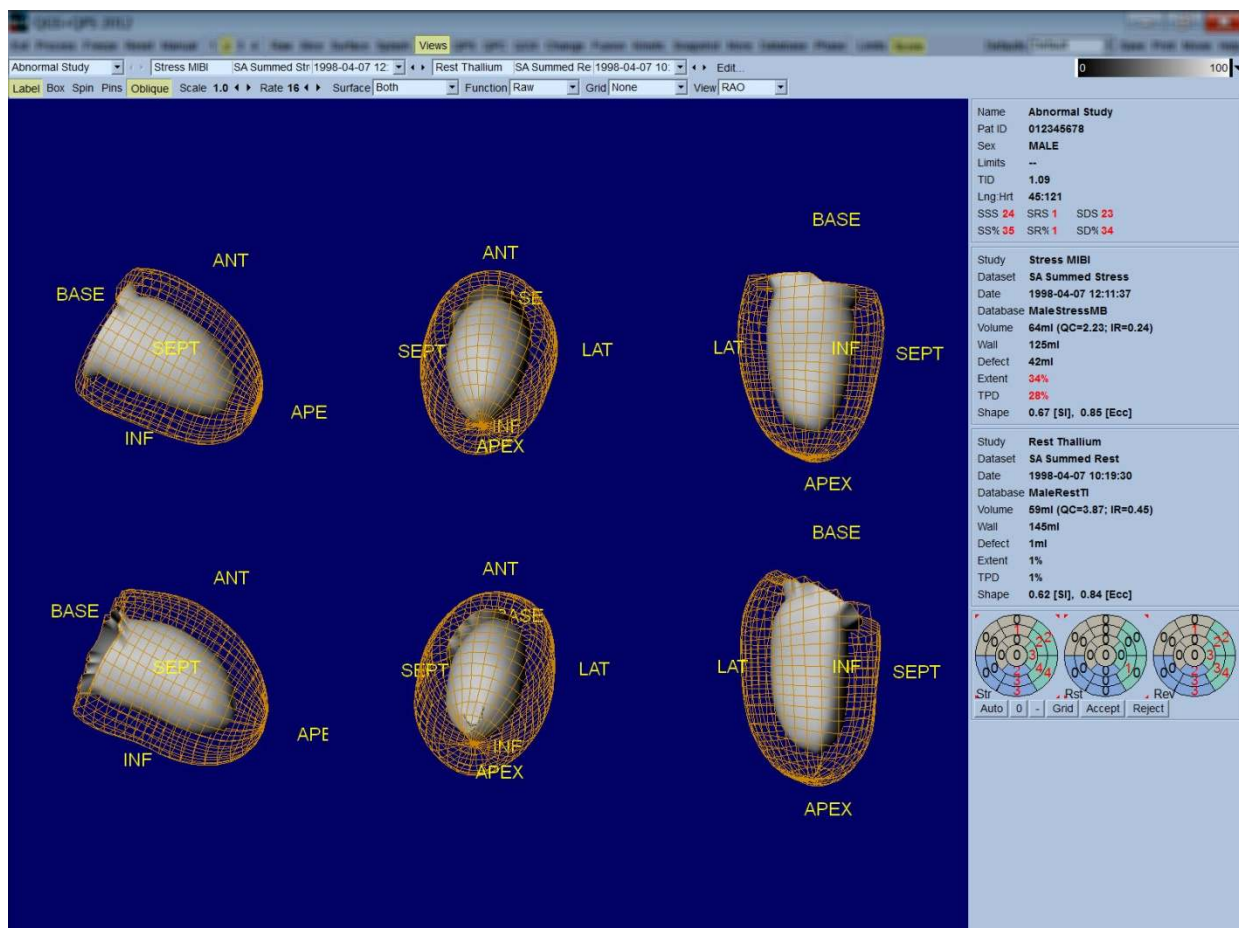 QGS+QPS 2012
Views
Abnormal Study Stress MIBI SA Summed Str 1998-04-07 12: Rest Thallium SA Summed Re 1998-04-07 10: Edit...
0 100
Label Box Spin Pins Oblique Scale 1.0 Rate 16 Surface Both Function Raw Grid None View RAO
ANT
BASE
SEPT
APE
INF
ANT
SE
SEPT
LAT
INF
APEX
BASE
LAT
INF
SEPT
APEX
ANT
BASE
SEPT
APE
INF
ANT
BASE
SEPT
LAT
INF
APEX
BASE
LAT
INF
SEPT
APEX
Name Abnormal Study
Pat ID 012345678
Sex MALE
Limits --
TID 1.09
Lng:Hrt 45:121
SSS 24 SRS 1 SDS 23
SS% 35 SR% 1 SD% 34
Study Stress MIBI
Dataset SA Summed Stress
Date 1998-04-07 12:11:37
Database MaleStressMB
Volume 64ml (QC=2.23; IR=0.24)
Wall 125ml
Defect 42ml
Extent 34%
TPD 28%
Shape 0.67 [SI], 0.85 [Ecc]
Study Rest Thallium
Dataset SA Summed Rest
Date 1998-04-07 10:19:30
Database MaleRestTl
Volume 59ml (QC=3.87; IR=0.45)
Wall 145ml
Defect 1ml
Extent 1%
TPD 1%
Shape 0.62 [SI], 0.84 [Ecc]
Str Rst Rev
Auto 0 - Grid Accept Reject